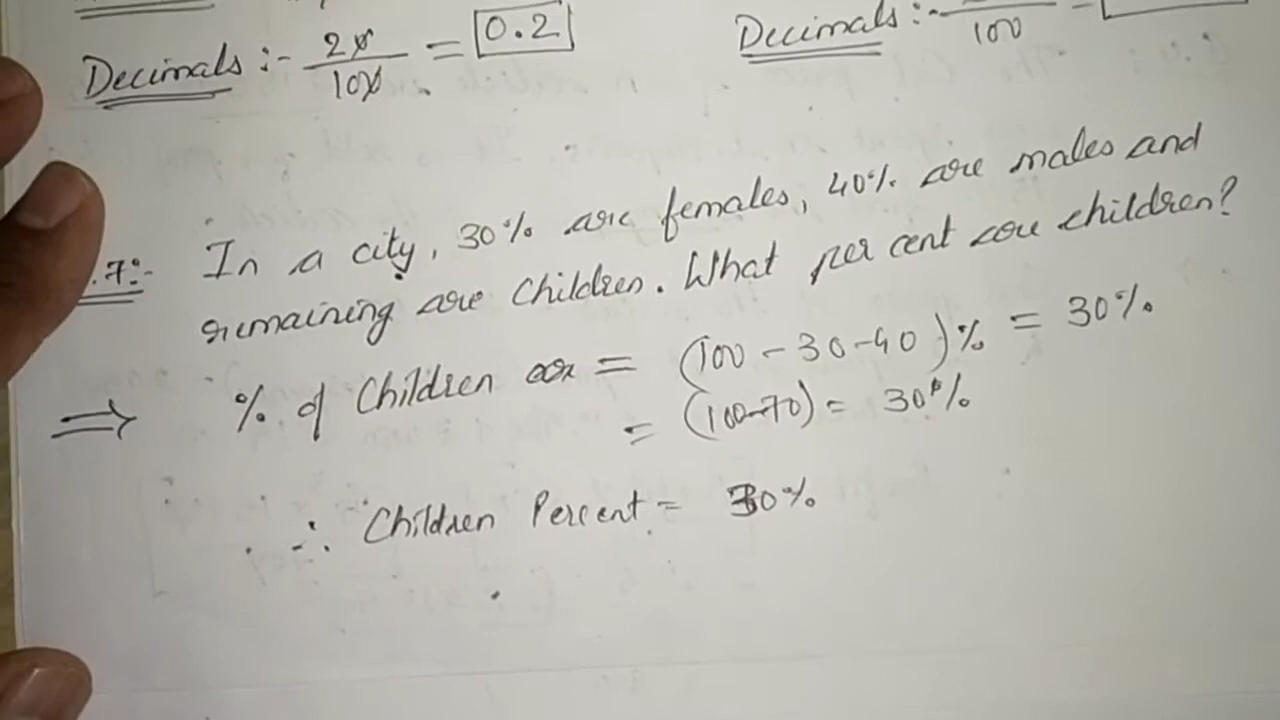 Decimals :- 20/100 = 0.2
Decimals :- 100 =
.7:- In a city, 30% are females, 40% are males and
remaining are children. What per cent are children?
⇒ % of Children are = (100 - 30 - 40)% = 30%
= (100-70) = 30%
∴ Children Percent = 30%